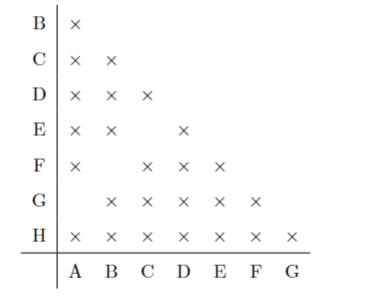 B ×
C × ×
D × × ×
E × × ×
F × × × ×
G × × × × ×
H × × × × × × ×
A B C D E F G